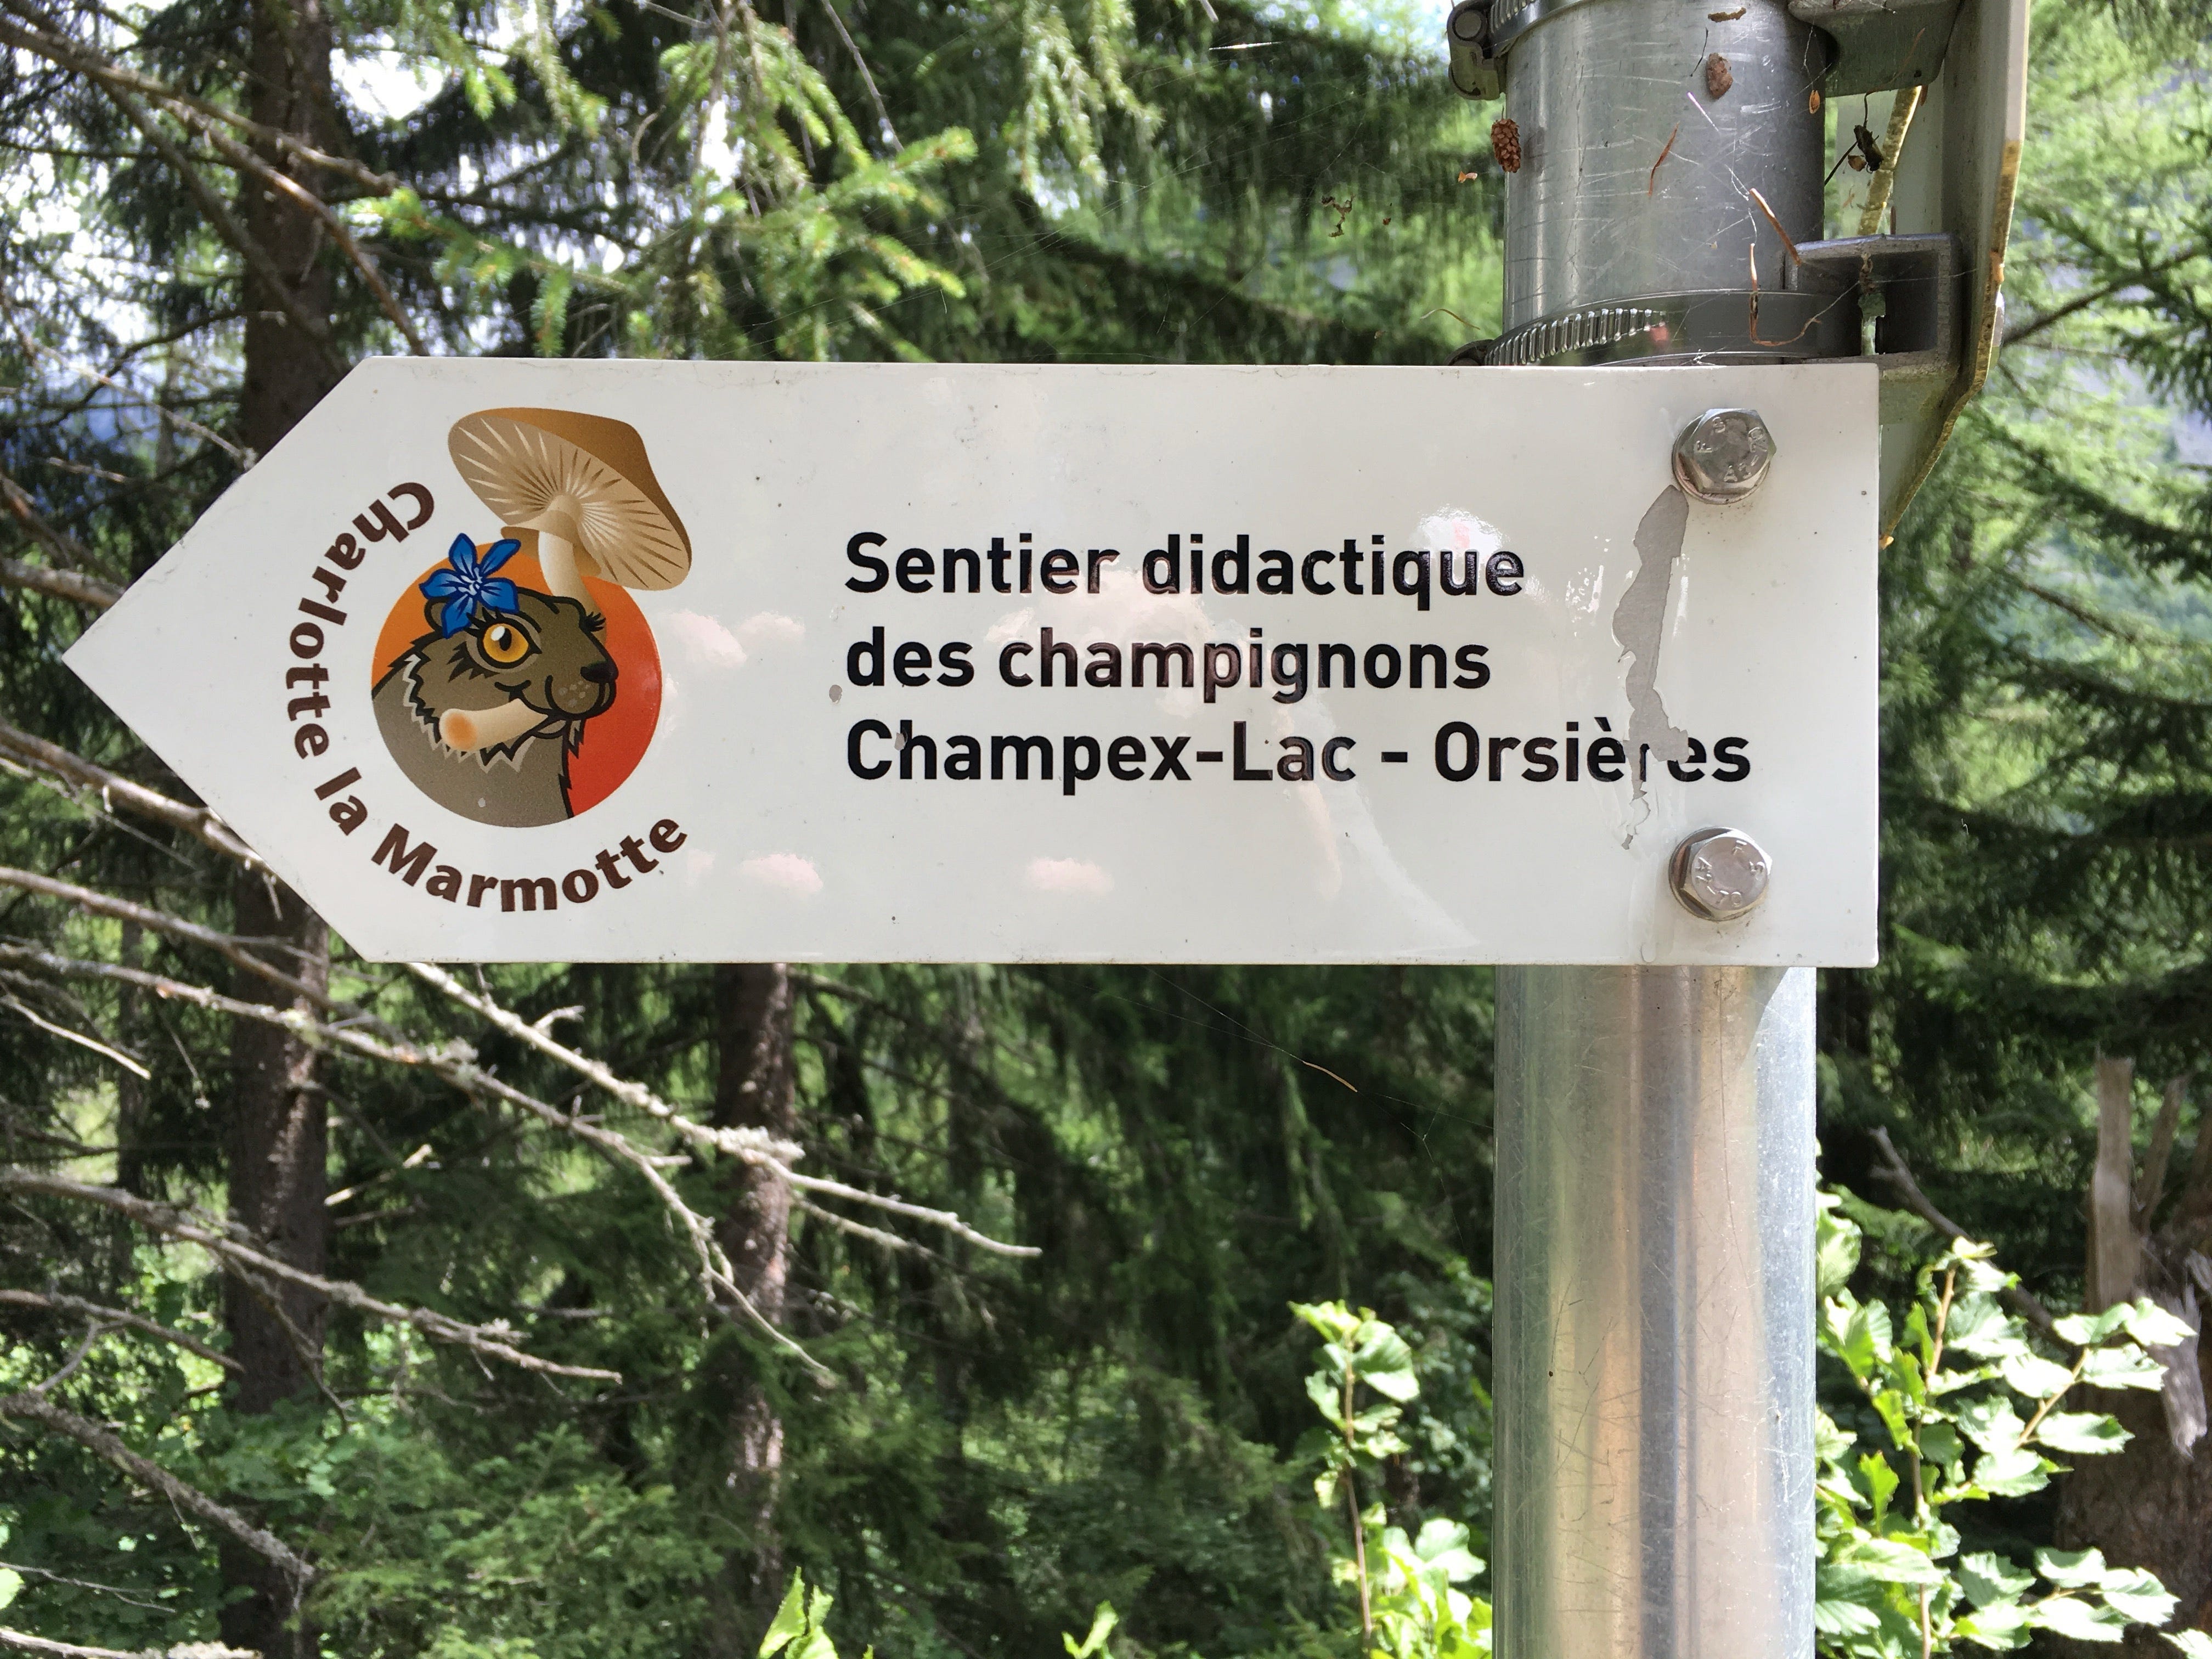 Charlotte la Marmotte
Sentier didactique
des champignons
Champex-Lac - Orsières